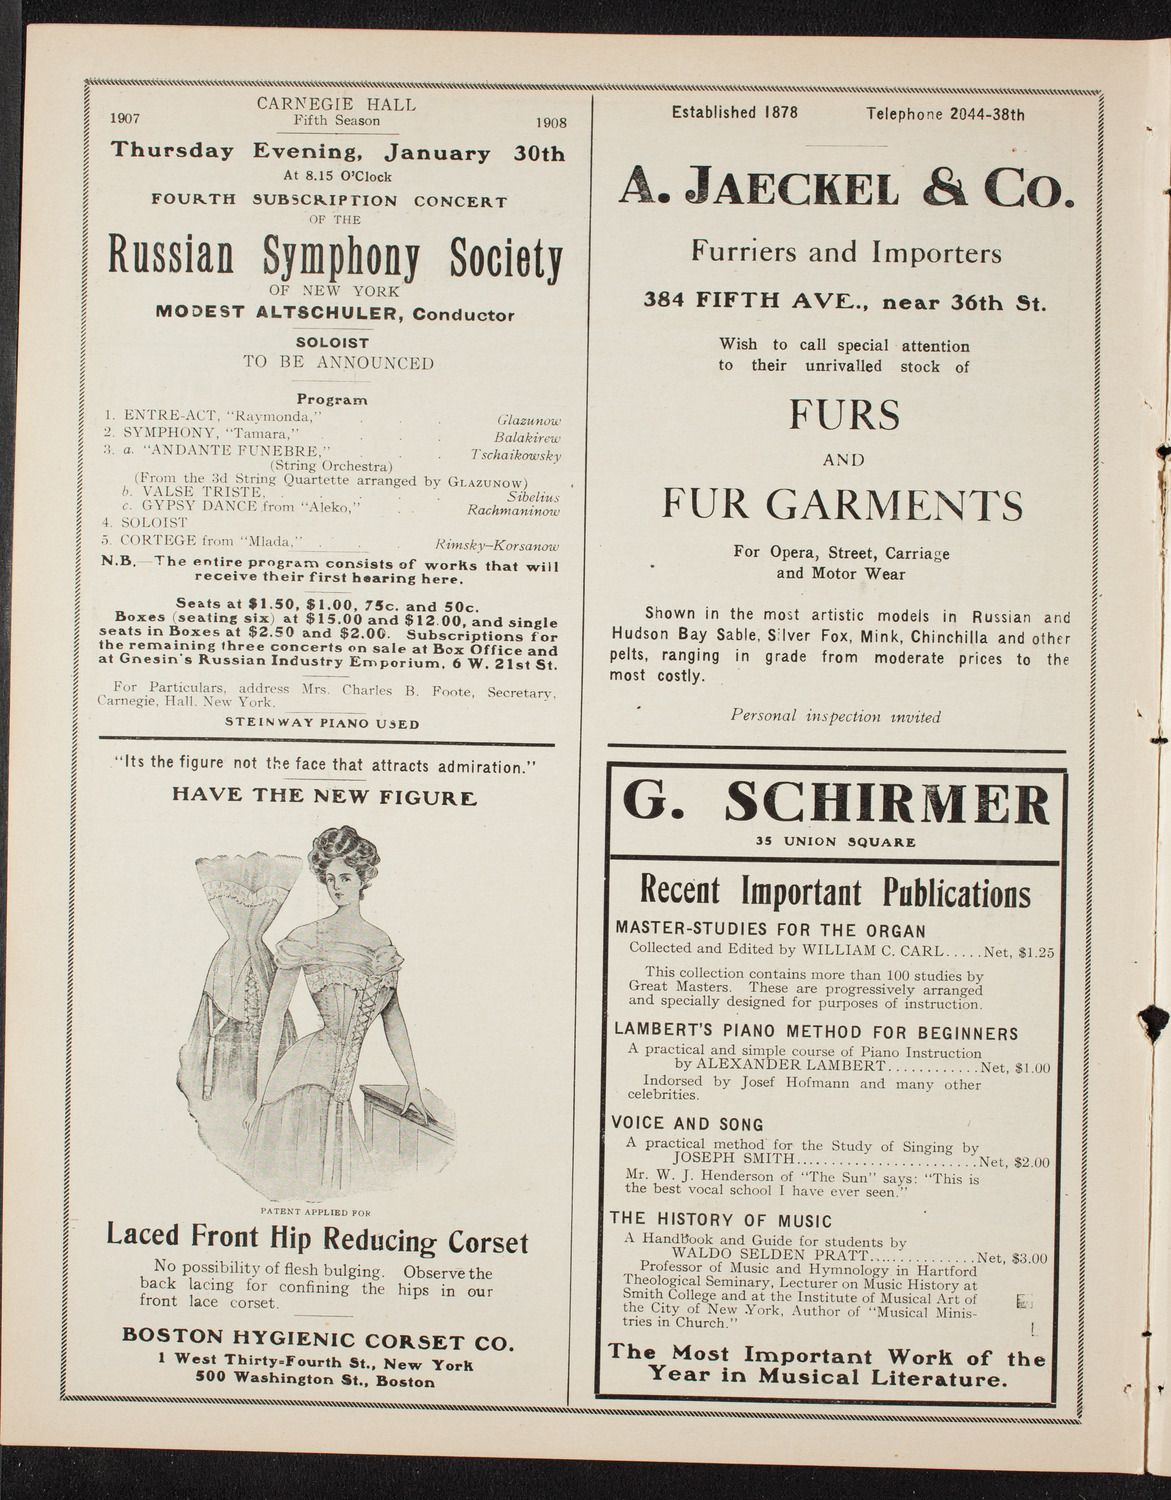 CARNEGIE HALL
1907 Fifth Season 1908
Thursday Evening, January 30th
At 8.15 O'Clock
FOURTH SUBSCRIPTION CONCERT
OF THE
Russian Symphony Society
OF NEW YORK
MODEST ALTSCHULER, Conductor
SOLOIST
TO BE ANNOUNCED
Program
1. ENTRE-ACT, "Raymonda," . . . Glazunow
2. SYMPHONY, "Tamara," . . . Balakirew
3. a. "ANDANTE FUNEBRE," . . . Tschaikowsky
(String Orchestra)
(From the 3d String Quartette arranged by GLAZUNOW)
b. VALSE TRISTE, . . . . . Sibelius
c. GYPSY DANCE from "Aleko," . . Rachmaninow
4. SOLOIST
5. CORTEGE from "Mlada," . . . Rimsky-Korsanow
N.B.—The entire program consists of works that will
receive their first hearing here.
Seats at $1.50, $1.00, 75c. and 50c.
Boxes (seating six) at $15.00 and $12.00, and single
seats in Boxes at $2.50 and $2.00. Subscriptions for
the remaining three concerts on sale at Box Office and
at Gnesin's Russian Industry Emporium, 6 W. 21st St.
For Particulars, address Mrs. Charles B. Foote, Secretary,
Carnegie, Hall. New York.
STEINWAY PIANO USED
"Its the figure not the face that attracts admiration."
HAVE THE NEW FIGURE
PATENT APPLIED FOR
Laced Front Hip Reducing Corset
No possibility of flesh bulging. Observe the
back lacing for confining the hips in our
front lace corset.
BOSTON HYGIENIC CORSET CO.
1 West Thirty-Fourth St., New York
500 Washington St., Boston
Established 1878 Telephone 2044-38th
A. JAECKEL & CO.
Furriers and Importers
384 FIFTH AVE., near 36th St.
Wish to call special attention
to their unrivalled stock of
FURS
AND
FUR GARMENTS
For Opera, Street, Carriage
and Motor Wear
Shown in the most artistic models in Russian and
Hudson Bay Sable, Silver Fox, Mink, Chinchilla and other
pelts, ranging in grade from moderate prices to the
most costly.
Personal inspection invited
G. SCHIRMER
35 UNION SQUARE
Recent Important Publications
MASTER-STUDIES FOR THE ORGAN
Collected and Edited by WILLIAM C. CARL.....Net, $1.25
This collection contains more than 100 studies by
Great Masters. These are progressively arranged
and specially designed for purposes of instruction.
LAMBERT'S PIANO METHOD FOR BEGINNERS
A practical and simple course of Piano Instruction
by ALEXANDER LAMBERT............Net, $1.00
Indorsed by Josef Hofmann and many other
celebrities.
VOICE AND SONG
A practical method for the Study of Singing by
JOSEPH SMITH........................Net, $2.00
Mr. W. J. Henderson of "The Sun" says: "This is
the best vocal school I have ever seen."
THE HISTORY OF MUSIC
A Handbook and Guide for students by
WALDO SELDEN PRATT..............Net, $3.00
Professor of Music and Hymnology in Hartford
Theological Seminary, Lecturer on Music History at
Smith College and at the Institute of Musical Art of
the City of New York, Author of "Musical Minis-
tries in Church."
The Most Important Work of the
Year in Musical Literature.